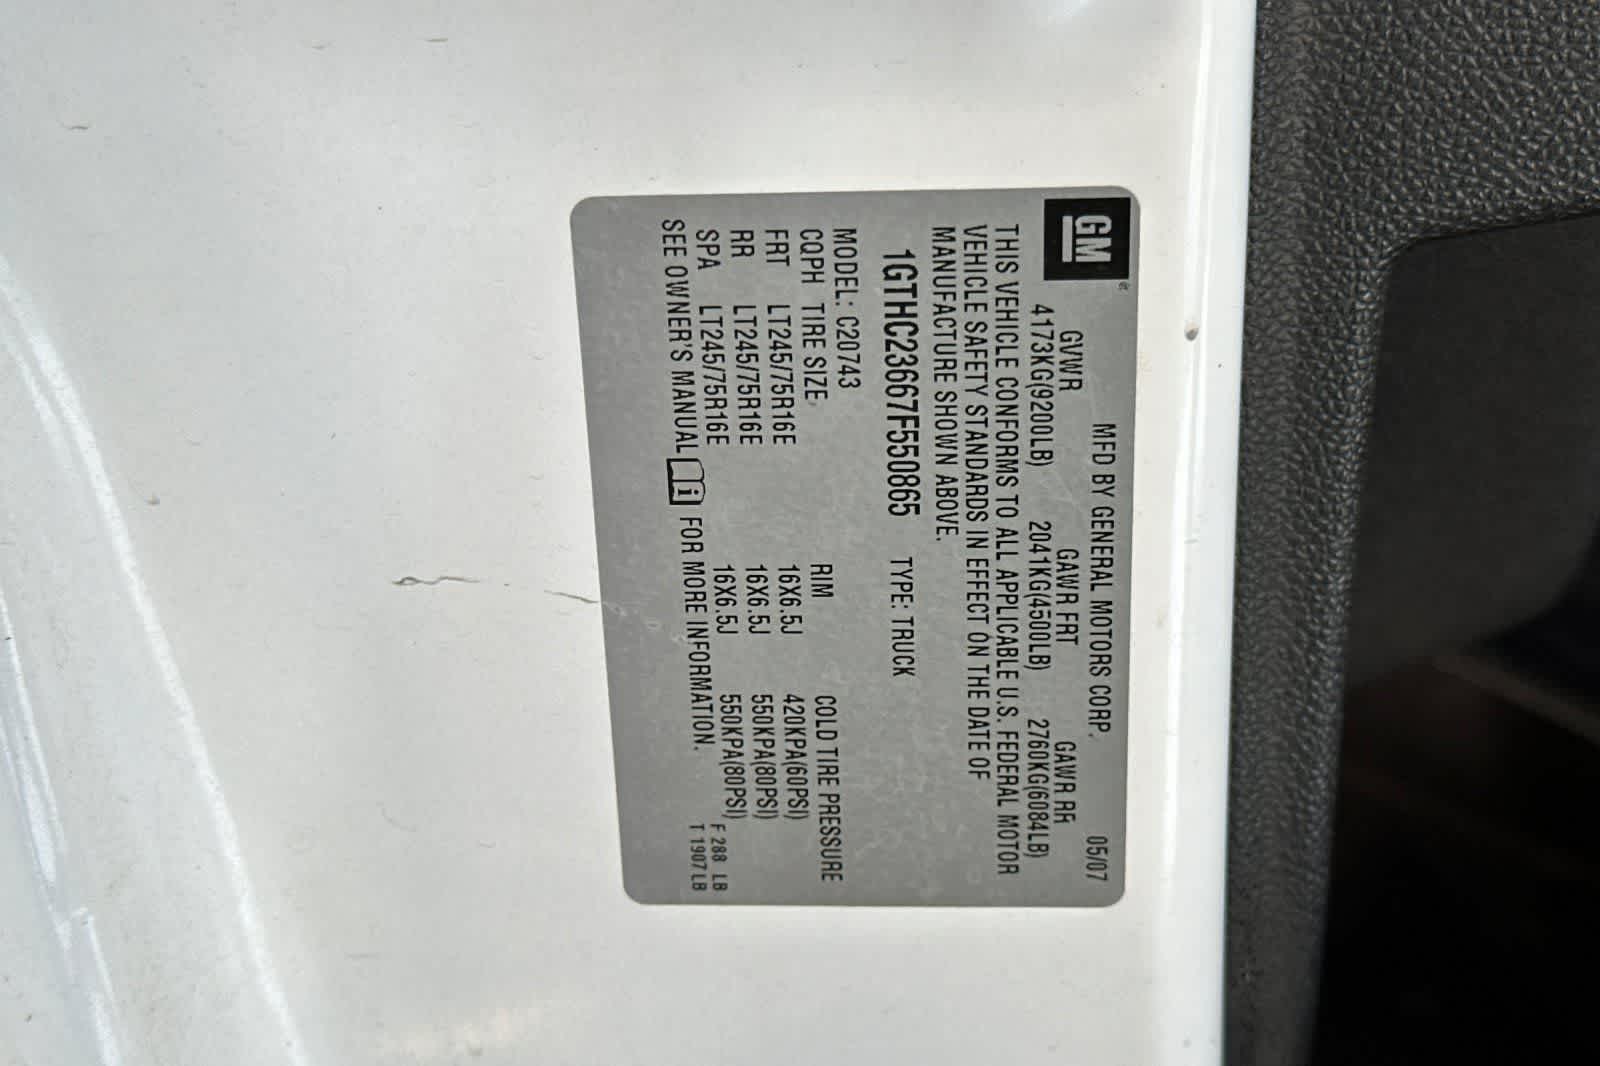 GM
MFD BY GENERAL MOTORS CORP. 05/07
GVWR GAWR FRT GAWR RR
4173KG(9200LB) 2041KG(4500LB) 2760KG(6084LB)
THIS VEHICLE CONFORMS TO ALL APPLICABLE U.S. FEDERAL MOTOR
VEHICLE SAFETY STANDARDS IN EFFECT ON THE DATE OF
MANUFACTURE SHOWN ABOVE.
1GTHC23667F550865 TYPE: TRUCK
MODEL: C20743
CQPH TIRE SIZE RIM COLD TIRE PRESSURE
FRT LT245/75R16E 16X6.5J 420KPA(60PSI)
RR LT245/75R16E 16X6.5J 550KPA(80PSI)
SPA LT245/75R16E 16X6.5J 550KPA(80PSI) F 288 LB
SEE OWNER'S MANUAL FOR MORE INFORMATION. T 1907 LB